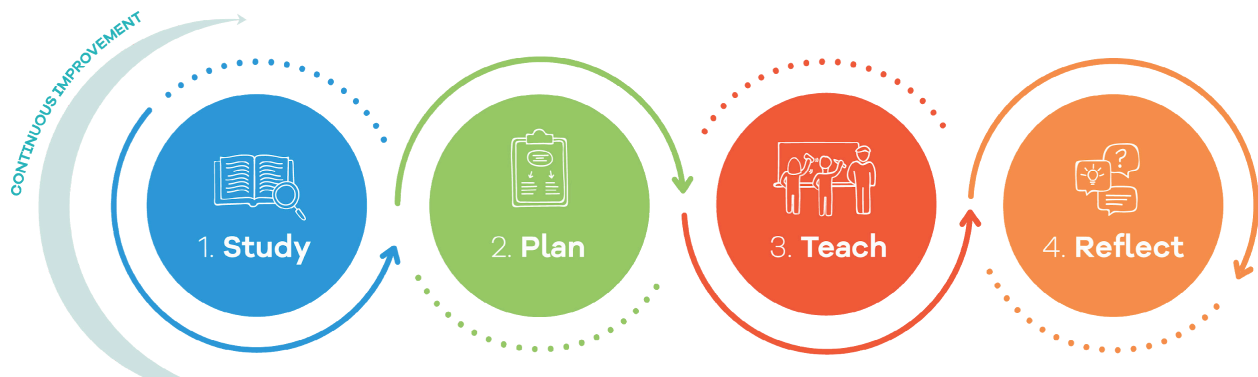 CONTINUOUS IMPROVEMENT
1. Study
2. Plan
3. Teach
4. Reflect
?